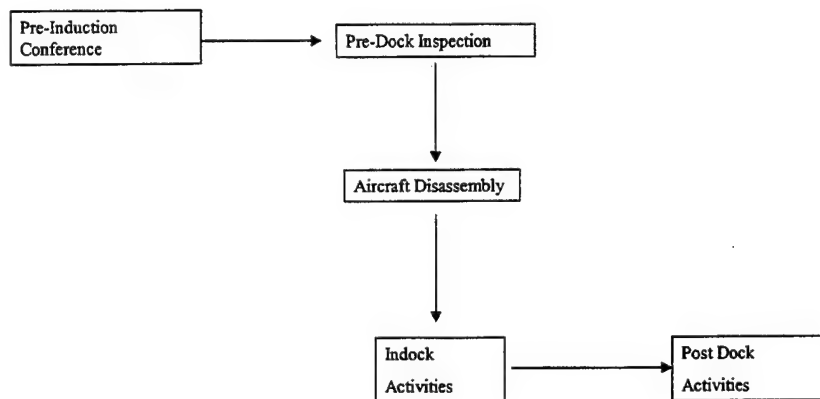 Pre-Induction
Conference
Pre-Dock Inspection
Aircraft Disassembly
Indock
Activities
Post Dock
Activities